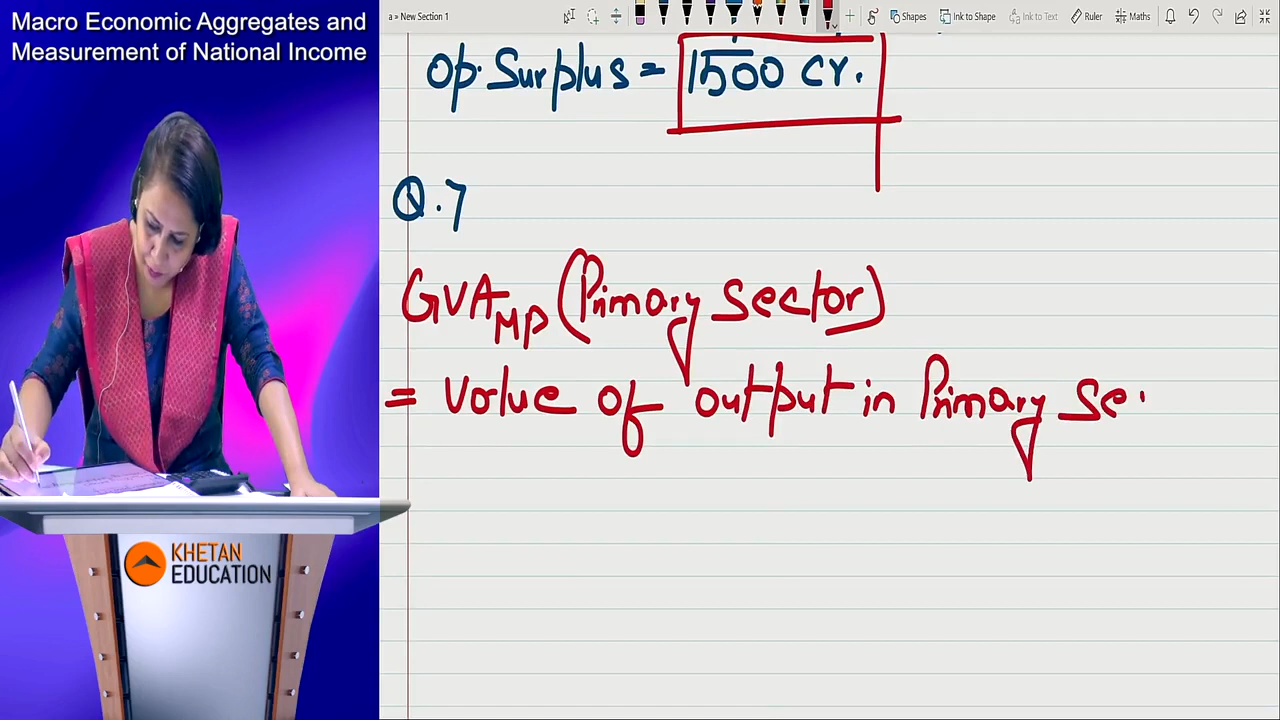 Macro Economic Aggregates and
Measurement of National Income
a > New Section 1
Shapes
Ink to Shape
Ink to Text
Ruler
Maths
Op. Surplus = 1500 cr.
Q.7
GVAMP (Primary Sector)
= Value of output in Primary Se.
KHETAN
EDUCATION